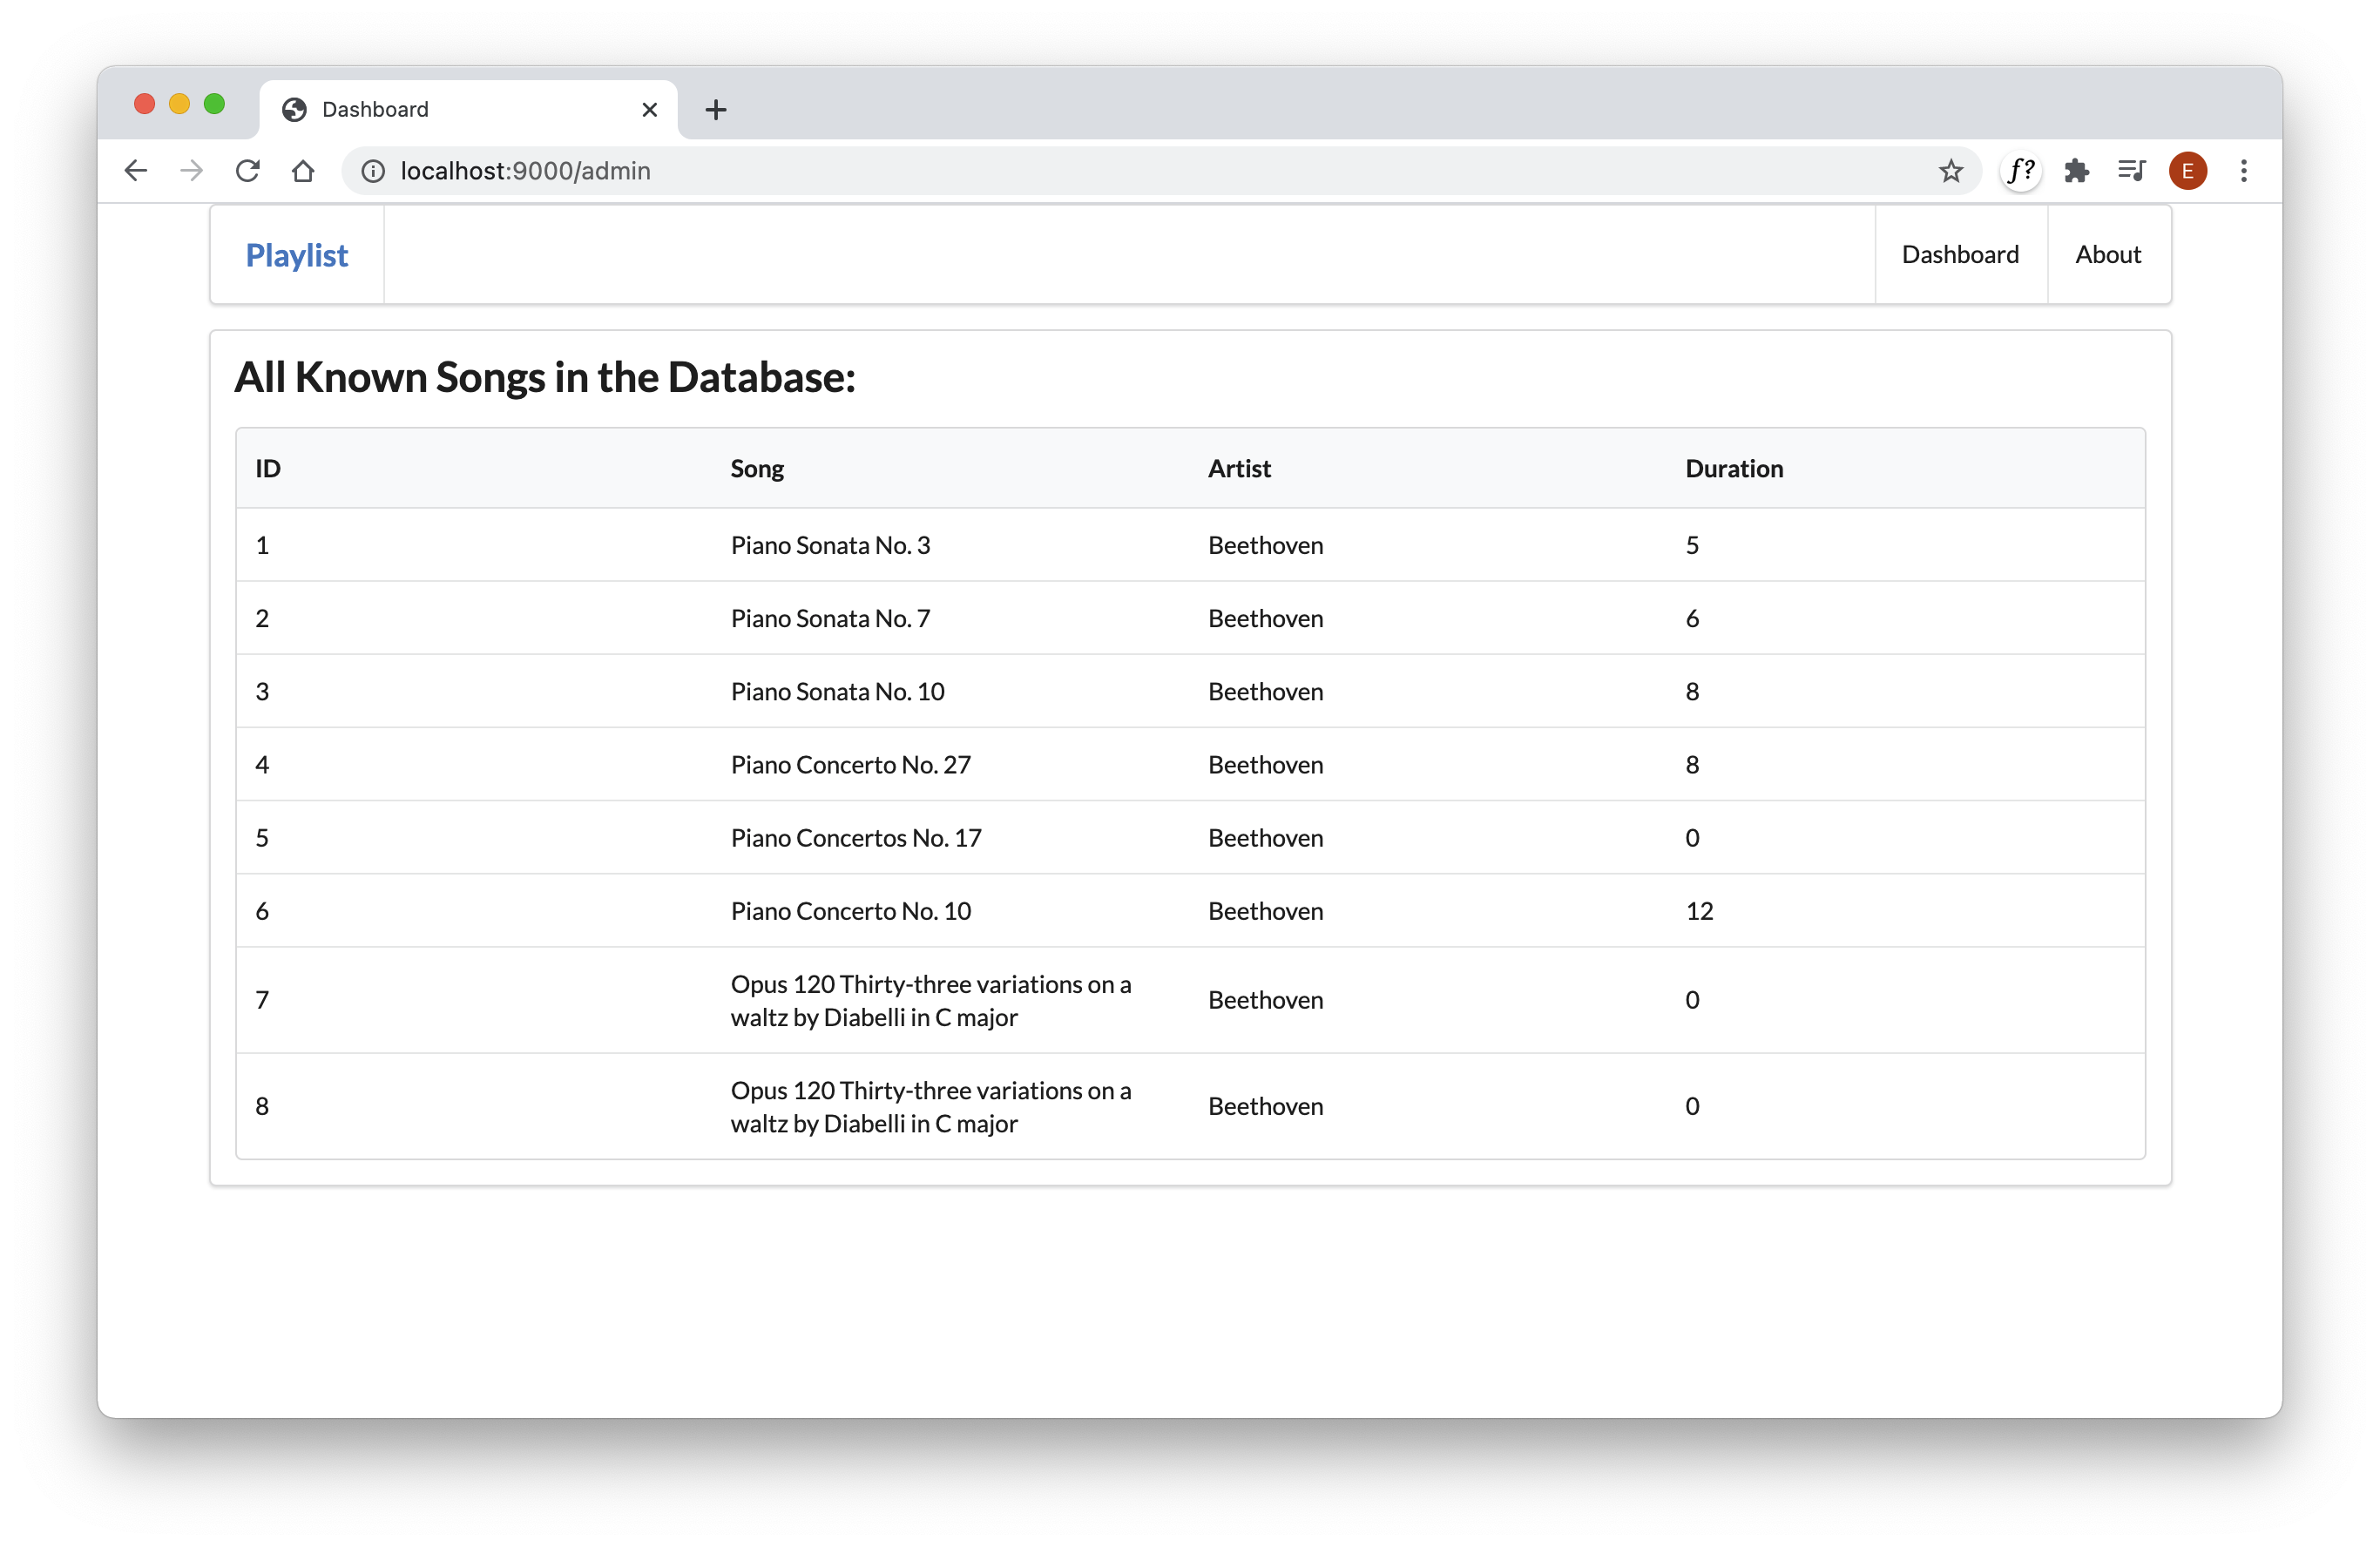 Dashboard
localhost:9000/admin
f?
E
Playlist
Dashboard About
All Known Songs in the Database:
ID Song Artist Duration
1 Piano Sonata No. 3 Beethoven 5
2 Piano Sonata No. 7 Beethoven 6
3 Piano Sonata No. 10 Beethoven 8
4 Piano Concerto No. 27 Beethoven 8
5 Piano Concertos No. 17 Beethoven 0
6 Piano Concerto No. 10 Beethoven 12
7 Opus 120 Thirty-three variations on a
waltz by Diabelli in C major Beethoven 0
8 Opus 120 Thirty-three variations on a
waltz by Diabelli in C major Beethoven 0